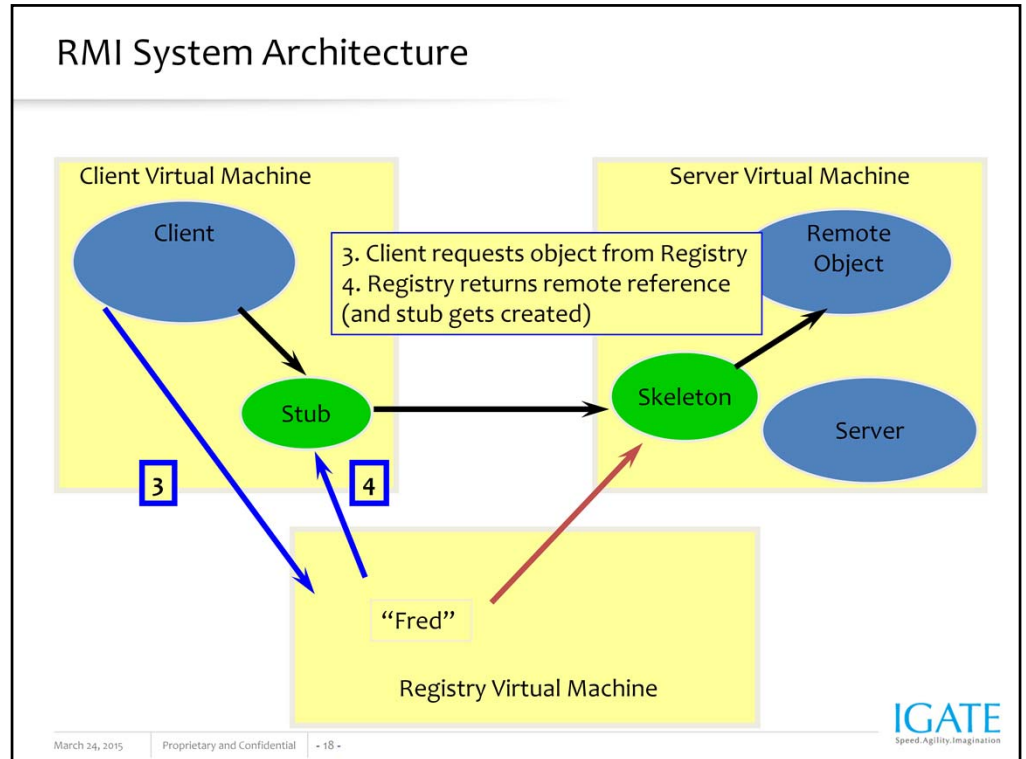 RMI System Architecture
Client Virtual Machine
Server Virtual Machine
Client
Remote
Object
3. Client requests object from Registry
4. Registry returns remote reference
(and stub gets created)
Stub
Skeleton
Server
3
4
“Fred”
Registry Virtual Machine
March 24, 2015
Proprietary and Confidential
- 18 -
IGATE
Speed.Agility.Imagination